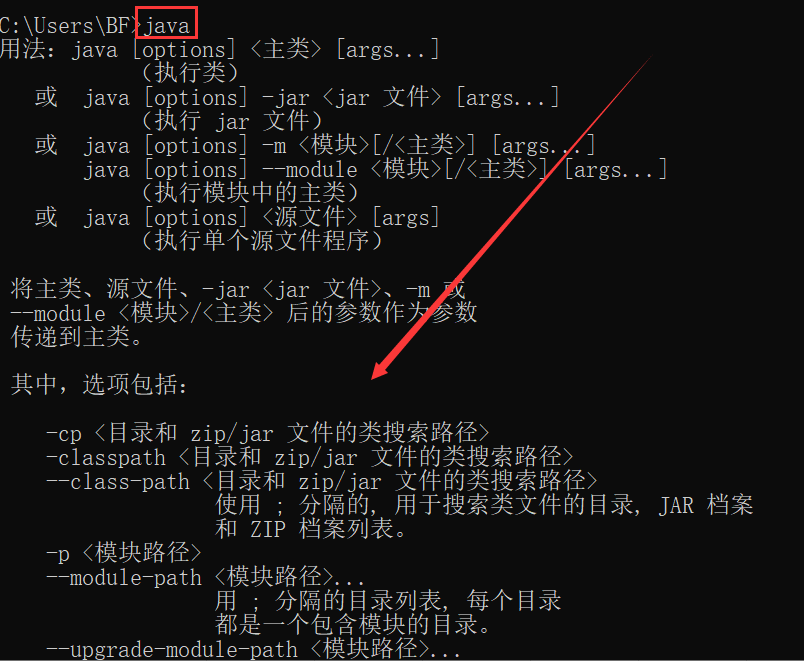 C:\Users\BF>java
用法: java [options] <主类> [args...]
(执行类)
或 java [options] -jar <jar 文件> [args...]
(执行 jar 文件)
或 java [options] -m <模块>[/<主类>] [args...]
java [options] --module <模块>[/<主类>] [args...]
(执行模块中的主类)
或 java [options] <源文件> [args]
(执行单个源文件程序)
将主类、源文件、-jar <jar 文件>、-m 或
--module <模块>/<主类> 后的参数作为参数
传递到主类。
其中,选项包括:
-cp <目录和 zip/jar 文件的类搜索路径>
-classpath <目录和 zip/jar 文件的类搜索路径>
--class-path <目录和 zip/jar 文件的类搜索路径>
使用 ; 分隔的, 用于搜索类文件的目录, JAR 档案
和 ZIP 档案列表。
-p <模块路径>
--module-path <模块路径>...
用 ; 分隔的目录列表, 每个目录
都是一个包含模块的目录。
--upgrade-module-path <模块路径>...